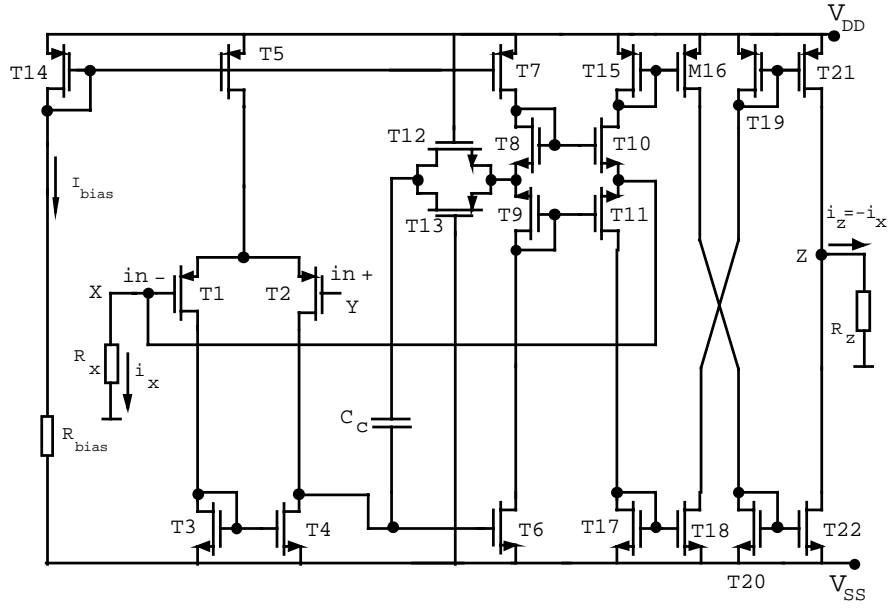 V_DD
T14
T5
T7
T15
M16
T21
T19
T12
T8
T10
I_bias
T13
T9
T11
i_z=-i_x
in -
in +
Z
X
T1
T2
Y
R_x
i_x
R_z
C_c
R_bias
T3
T4
T6
T17
T18
T22
T20
V_SS